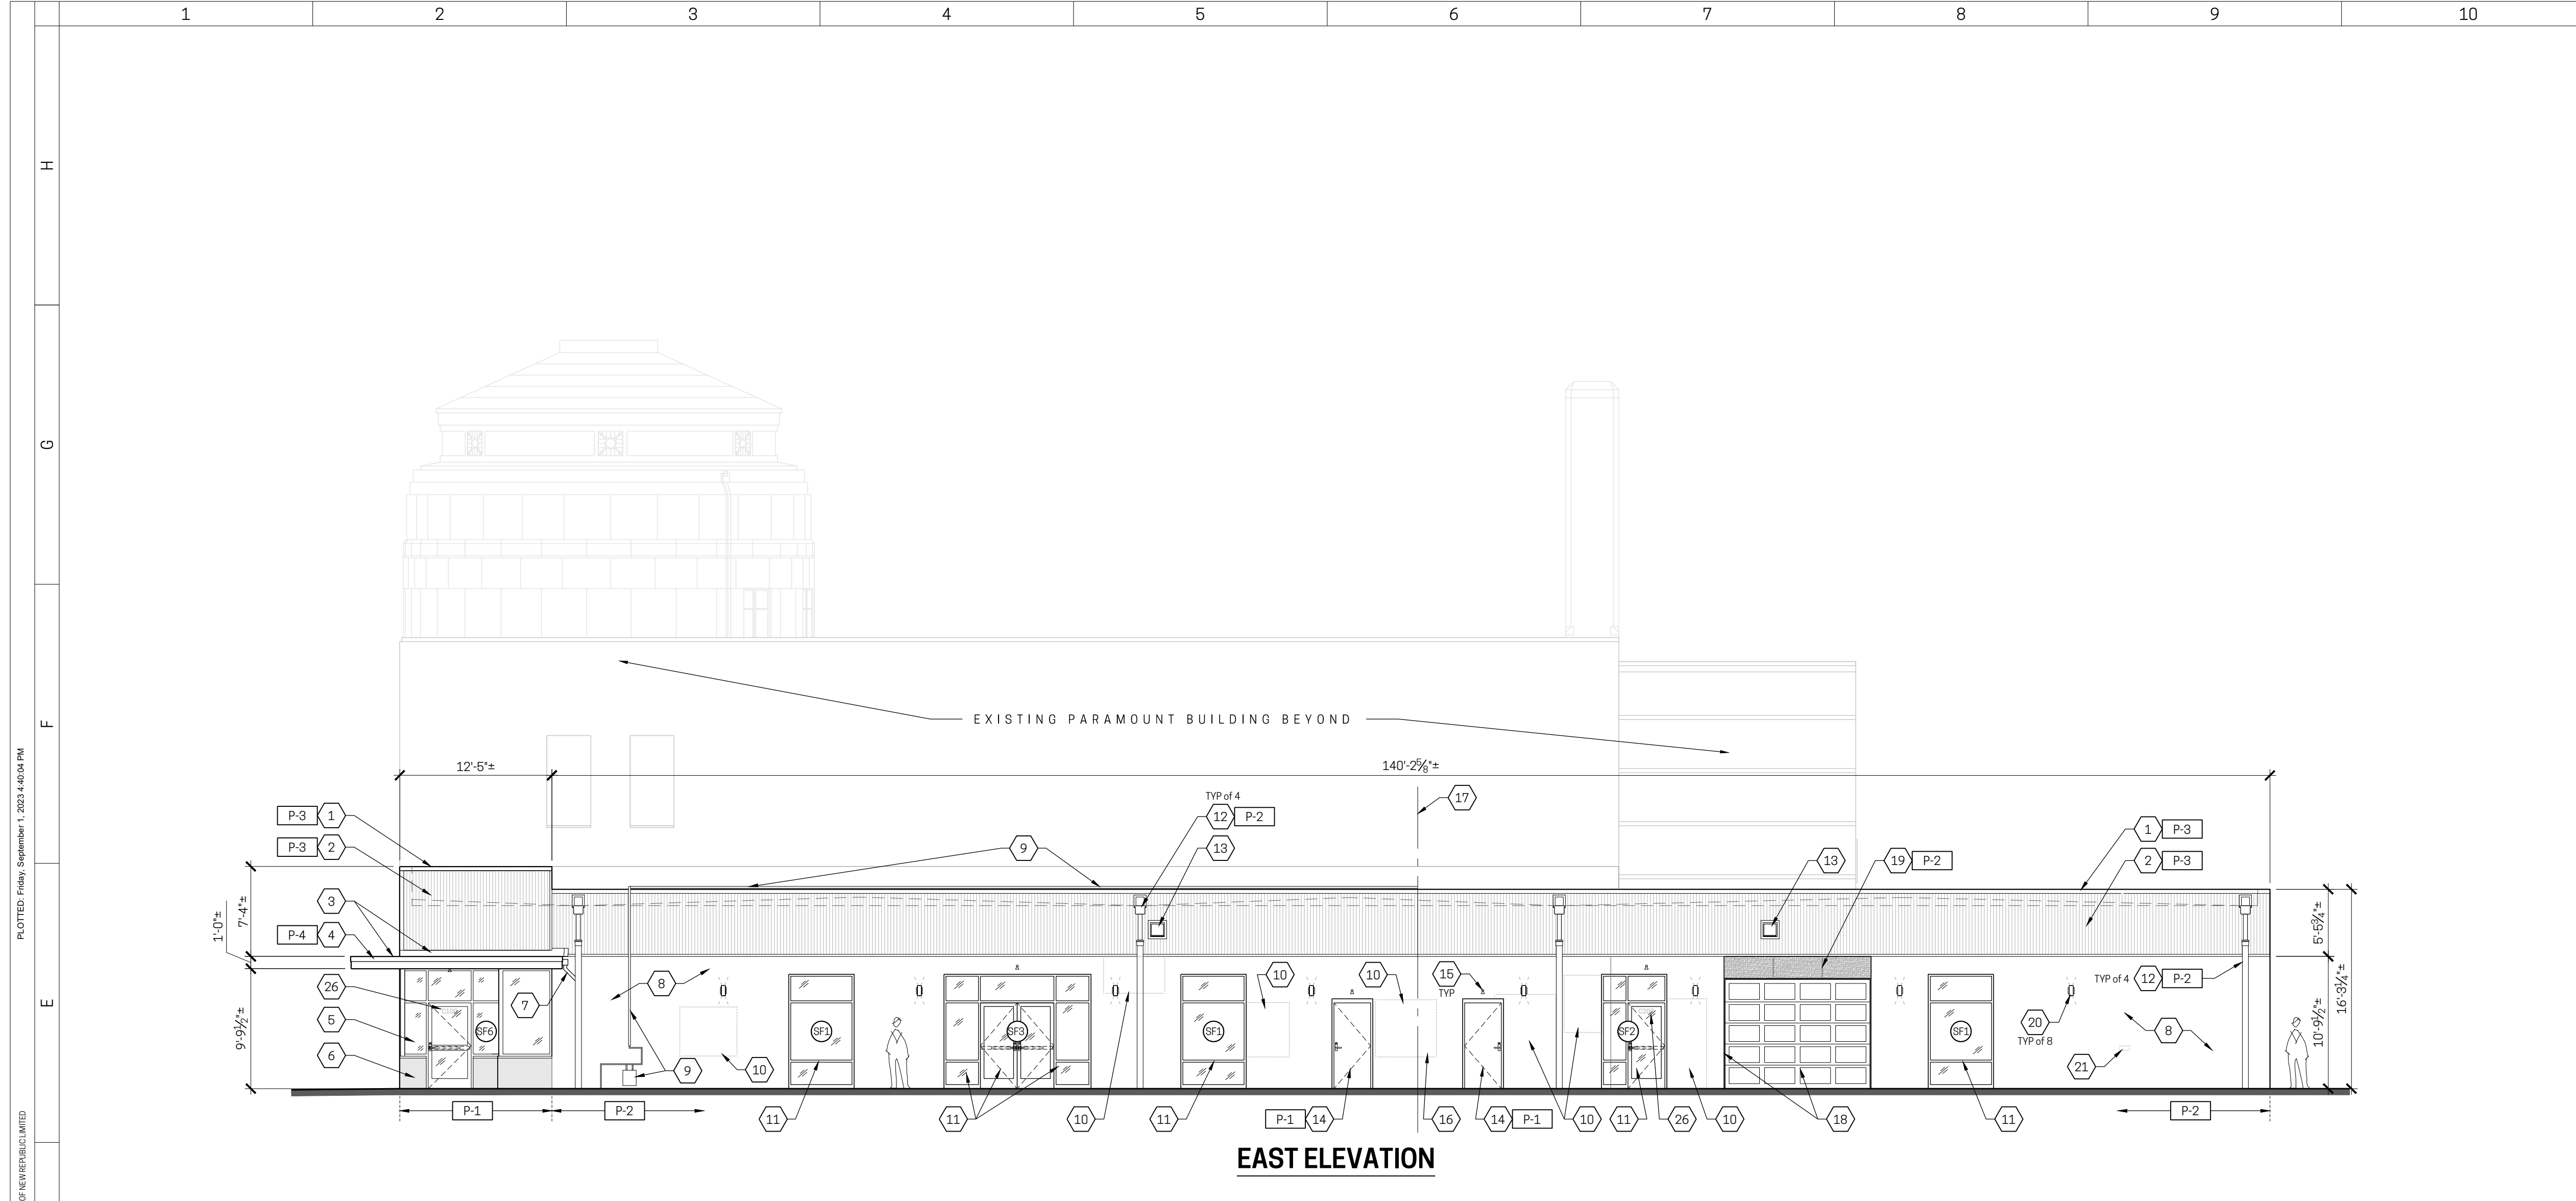 1 2 3 4 5 6 7 8 9 10
H
G
F
E
PLOTTED: Friday, September 1, 2023 4:40:04 PM
OF NEW REPUBLIC LIMITED
EXISTING PARAMOUNT BUILDING BEYOND
12'-5"±
140'-2⅝"±
P-3 1
P-3 2
3
P-4 4
26
5
6
7
1'-0"±
7'-4"±
9'-9½"±
TYP of 4
12 P-2
13
17
9
13
19 P-2
1 P-3
2 P-3
8
10
10
15
TYP
TYP of 4 12 P-2
20
TYP of 8
8
21
5'-5¾"±
16'-3¼"±
10'-9½"±
SF6
SF1
SF3
SF1
SF2
SF1
9
10
P-1
P-2
11
11
10
11
P-1 14
16
14 P-1
10
11
26
10
18
11
P-2
EAST ELEVATION